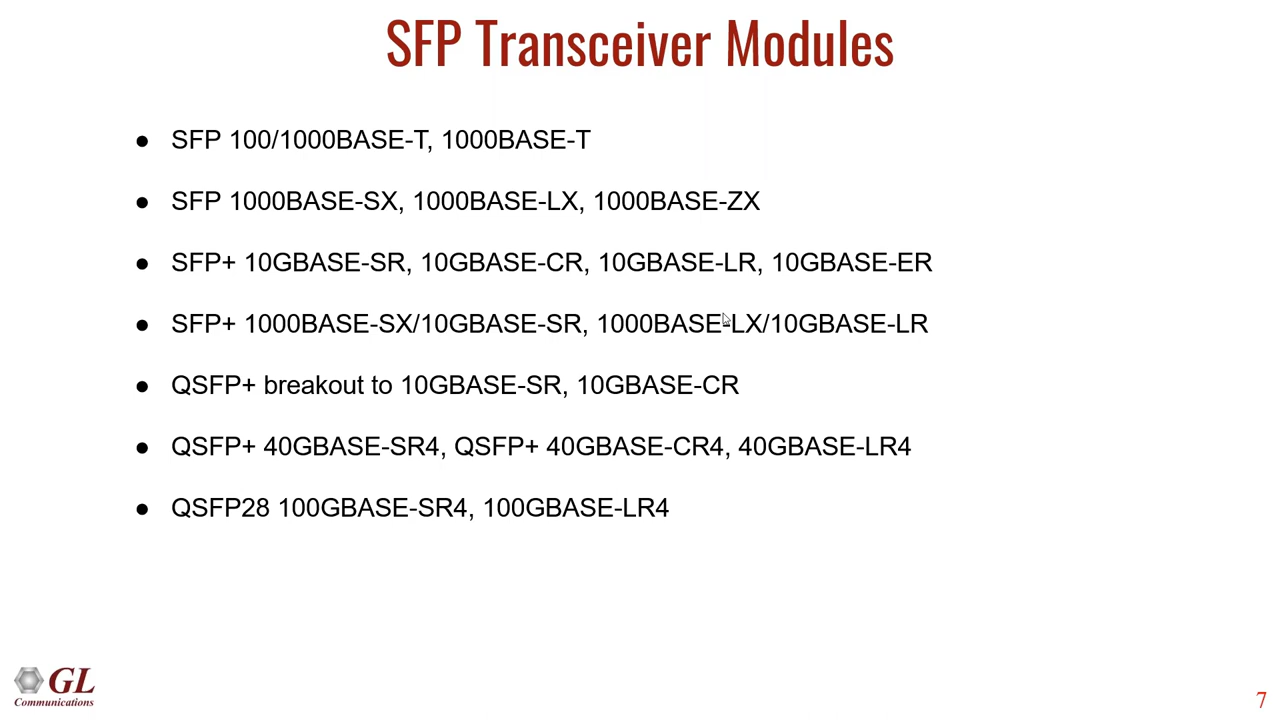 SFP Transceiver Modules
● SFP 100/1000BASE-T, 1000BASE-T
● SFP 1000BASE-SX, 1000BASE-LX, 1000BASE-ZX
● SFP+ 10GBASE-SR, 10GBASE-CR, 10GBASE-LR, 10GBASE-ER
● SFP+ 1000BASE-SX/10GBASE-SR, 1000BASE-LX/10GBASE-LR
● QSFP+ breakout to 10GBASE-SR, 10GBASE-CR
● QSFP+ 40GBASE-SR4, QSFP+ 40GBASE-CR4, 40GBASE-LR4
● QSFP28 100GBASE-SR4, 100GBASE-LR4
GL
Communications
7